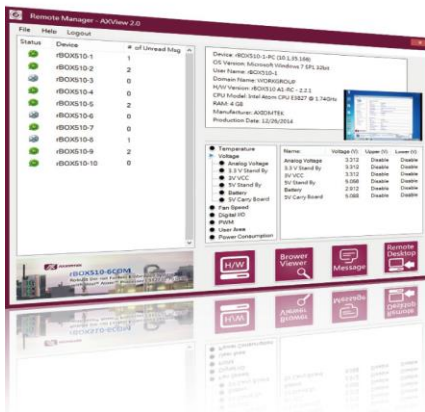 Remote Manager - AXView 2.0
File Help Logout
Status Device # of Unread Msg
rBOX510-1 1
rBOX510-2 2
rBOX510-3 0
rBOX510-4 0
rBOX510-5 2
rBOX510-6 0
rBOX510-7 0
rBOX510-8 1
rBOX510-9 2
rBOX510-10 0
Device: rBOX510-1-PC (10.1.39.166)
OS Version: Microsoft Windows 7 SP1 32bit
User Name: rBOX510-1
Domain Name: WORKGROUP
H/W Version: rBOX510 A1-RC - 2.2.1
CPU Model: Intel Atom CPU E3827 @ 1.74GHz
RAM: 4 GB
Manufacturer: AXIOMTEK
Production Date: 12/26/2014
Temperature
Voltage
Analog Voltage
3.3 V Stand By
3V VCC
5V Stand By
Battery
5V Carry Board
Fan Speed
Digital I/O
PWM
User Area
Power Consumption
Name: Voltage (V): Upper (V) Lower (V)
Analog Voltage 3.312 Disable Disable
3.3 V Stand By 3.312 Disable Disable
3V VCC 3.312 Disable Disable
5V Stand By 5.068 Disable Disable
Battery 2.912 Disable Disable
5V Carry Board 5.068 Disable Disable
rBOX510-6COM
H/W
Brower Viewer
Message
Remote Desktop